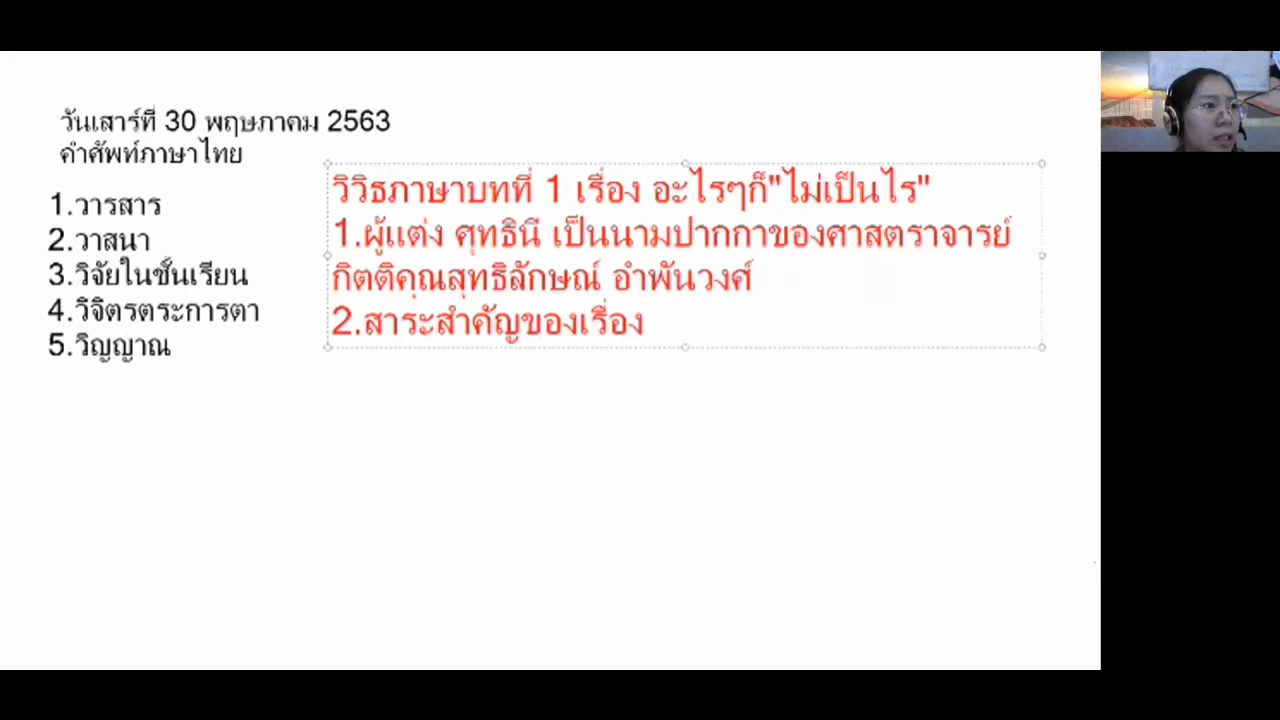 วันเสาร์ที่ 30 พฤษภาคม 2563
คำศัพท์ภาษาไทย
1.วารสาร
2.วาสนา
3.วิจัยในชั้นเรียน
4.วิจิตรตระการตา
5.วิญญาณ
วิวิธภาษาบทที่ 1 เรื่อง อะไรๆก็"ไม่เป็นไร"
1.ผู้แต่ง ศุทธินี เป็นนามปากกาของศาสตราจารย์
กิตติคุณสุทธิลักษณ์ อำพันวงศ์
2.สาระสำคัญของเรื่อง